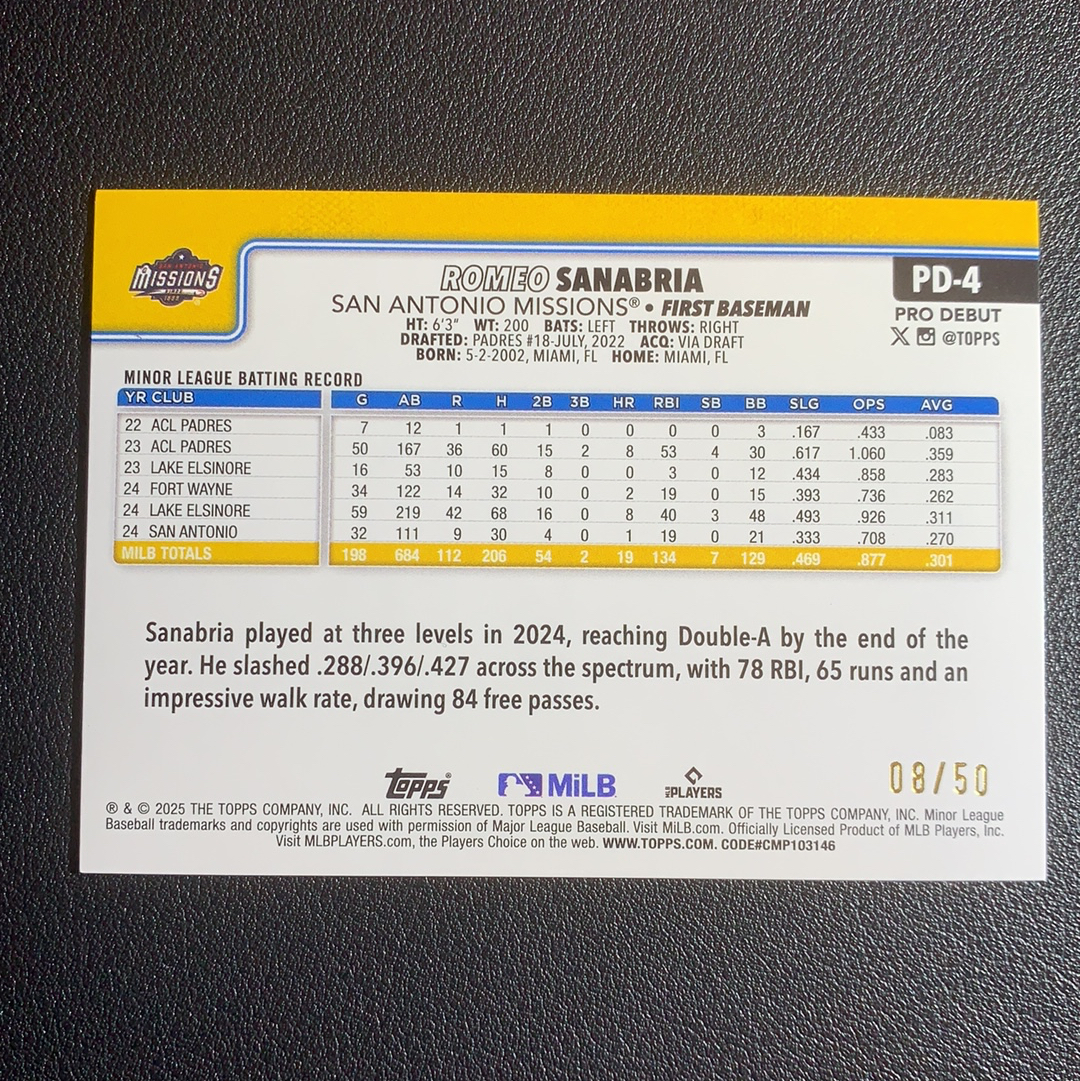 SAN ANTONIO
MISSIONS
ROMEO SANABRIA
SAN ANTONIO MISSIONS® • FIRST BASEMAN
HT: 6'3" WT: 200 BATS: LEFT THROWS: RIGHT
DRAFTED: PADRES #18-JULY, 2022 ACQ: VIA DRAFT
BORN: 5-2-2002, MIAMI, FL HOME: MIAMI, FL
PD-4
PRO DEBUT
X @TOPPS
MINOR LEAGUE BATTING RECORD
YR CLUB G AB R H 2B 3B HR RBI SB BB SLG OPS AVG
22 ACL PADRES 7 12 1 1 1 0 0 0 0 3 .167 .433 .083
23 ACL PADRES 50 167 36 60 15 2 8 53 4 30 .617 1.060 .359
23 LAKE ELSINORE 16 53 10 15 8 0 0 3 0 12 .434 .858 .283
24 FORT WAYNE 34 122 14 32 10 0 2 19 0 15 .393 .736 .262
24 LAKE ELSINORE 59 219 42 68 16 0 8 40 3 48 .493 .926 .311
24 SAN ANTONIO 32 111 9 30 4 0 1 19 0 21 .333 .708 .270
MILB TOTALS 198 684 112 206 54 2 19 134 7 129 .469 .877 .301
Sanabria played at three levels in 2024, reaching Double-A by the end of the
year. He slashed .288/.396/.427 across the spectrum, with 78 RBI, 65 runs and an
impressive walk rate, drawing 84 free passes.
Topps® MiLB MLB PLAYERS
08/50
® & © 2025 THE TOPPS COMPANY, INC. ALL RIGHTS RESERVED. TOPPS IS A REGISTERED TRADEMARK OF THE TOPPS COMPANY, INC. Minor League
Baseball trademarks and copyrights are used with permission of Major League Baseball. Visit MiLB.com. Officially Licensed Product of MLB Players, Inc.
Visit MLBPLAYERS.com, the Players Choice on the web. WWW.TOPPS.COM. CODE#CMP103146